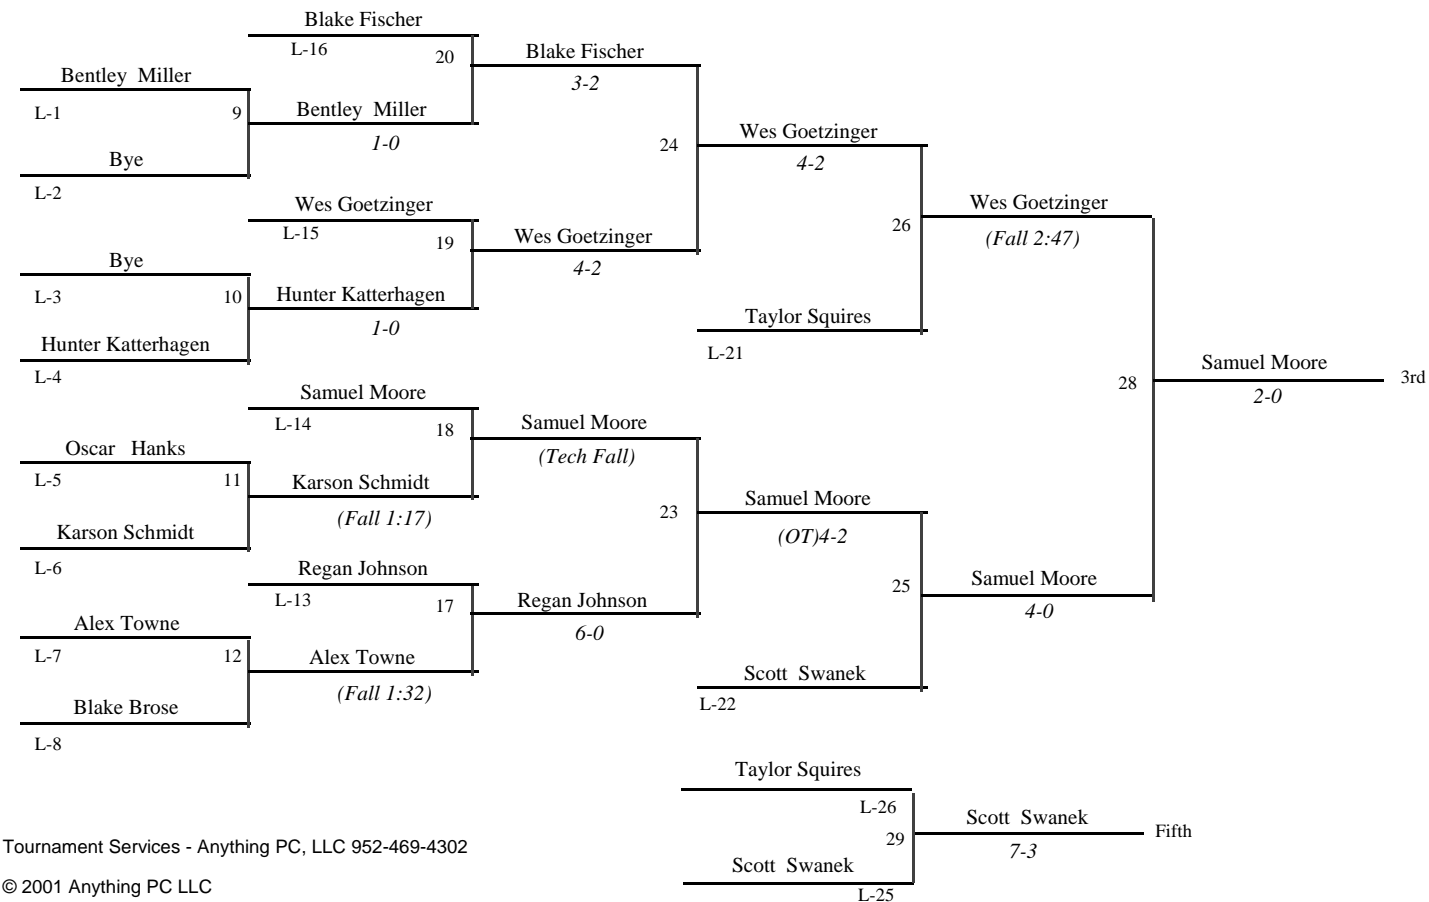 Blake Fischer
L-16
20
Blake Fischer
3-2
Bentley Miller
L-1
9
Bentley Miller
1-0
24
Wes Goetzinger
4-2
Bye
L-2
Wes Goetzinger
L-15
19
Wes Goetzinger
4-2
26
Wes Goetzinger
(Fall 2:47)
Bye
L-3
10
Hunter Katterhagen
1-0
Taylor Squires
L-21
Hunter Katterhagen
L-4
28
Samuel Moore
2-0
3rd
Samuel Moore
L-14
18
Samuel Moore
(Tech Fall)
Oscar Hanks
L-5
11
Karson Schmidt
(Fall 1:17)
23
Samuel Moore
(OT)4-2
Karson Schmidt
L-6
Regan Johnson
L-13
17
Regan Johnson
6-0
25
Samuel Moore
4-0
Alex Towne
L-7
12
Alex Towne
(Fall 1:32)
Scott Swanek
L-22
Blake Brose
L-8
Taylor Squires
L-26
29
Scott Swanek
7-3
Fifth
Scott Swanek
L-25
Tournament Services - Anything PC, LLC 952-469-4302
© 2001 Anything PC LLC